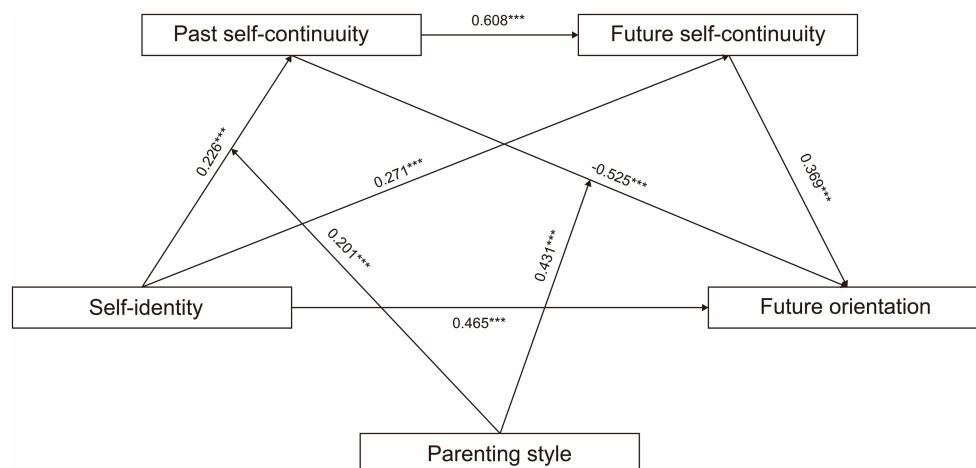 0.608***
Past self-continuuity
Future self-continuuity
0.226***
0.271***
-0.525***
0.369***
0.201***
0.431***
Self-identity
Future orientation
0.465***
Parenting style